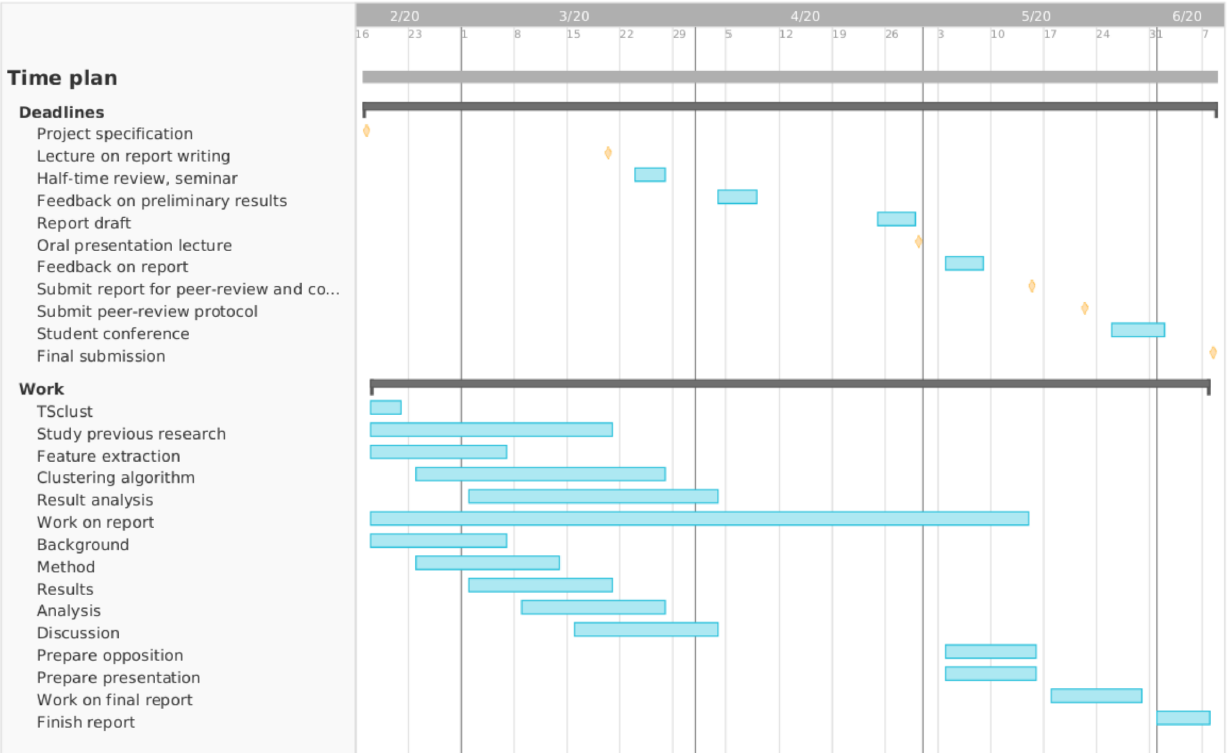 2/20 3/20 4/20 5/20 6/20
16 23 1 8 15 22 29 5 12 19 26 3 10 17 24 31 7
Time plan
Deadlines
Project specification
Lecture on report writing
Half-time review, seminar
Feedback on preliminary results
Report draft
Oral presentation lecture
Feedback on report
Submit report for peer-review and co...
Submit peer-review protocol
Student conference
Final submission
Work
TSclust
Study previous research
Feature extraction
Clustering algorithm
Result analysis
Work on report
Background
Method
Results
Analysis
Discussion
Prepare opposition
Prepare presentation
Work on final report
Finish report